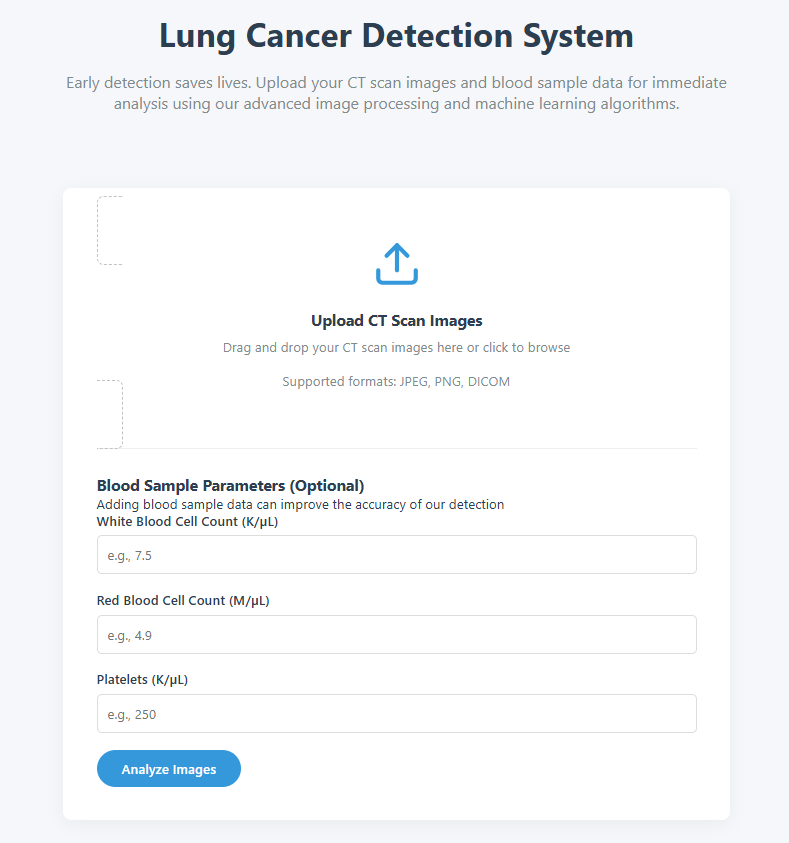 Lung Cancer Detection System
Early detection saves lives. Upload your CT scan images and blood sample data for immediate
analysis using our advanced image processing and machine learning algorithms.
Upload CT Scan Images
Drag and drop your CT scan images here or click to browse
Supported formats: JPEG, PNG, DICOM
Blood Sample Parameters (Optional)
Adding blood sample data can improve the accuracy of our detection
White Blood Cell Count (K/μL)
e.g., 7.5
Red Blood Cell Count (M/μL)
e.g., 4.9
Platelets (K/μL)
e.g., 250
Analyze Images